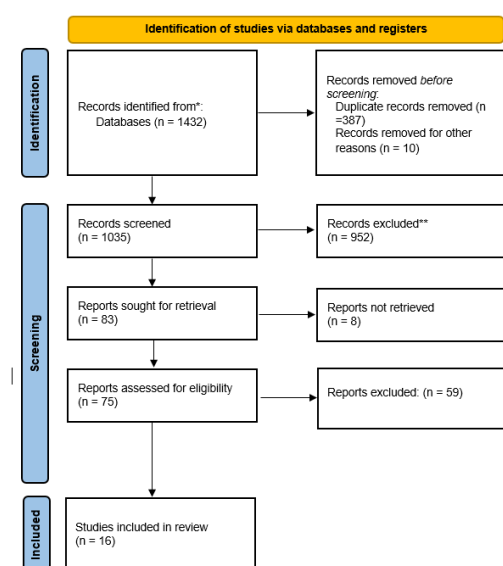 Identification of studies via databases and registers
Identification
Records identified from*:
Databases (n = 1432)
Records removed before
screening:
Duplicate records removed (n
=387)
Records removed for other
reasons (n = 10)
Screening
Records screened
(n = 1035)
Records excluded**
(n = 952)
Reports sought for retrieval
(n = 83)
Reports not retrieved
(n = 8)
Reports assessed for eligibility
(n = 75)
Reports excluded: (n = 59)
Included
Studies included in review
(n = 16)